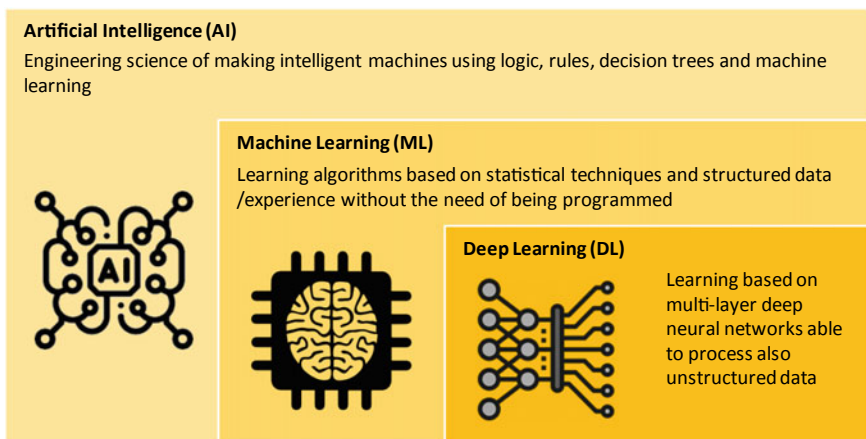 Artificial Intelligence (AI)
Engineering science of making intelligent machines using logic, rules, decision trees and machine
learning
Machine Learning (ML)
Learning algorithms based on statistical techniques and structured data
/experience without the need of being programmed
AI
Deep Learning (DL)
Learning based on
multi-layer deep
neural networks able
to process also
unstructured data